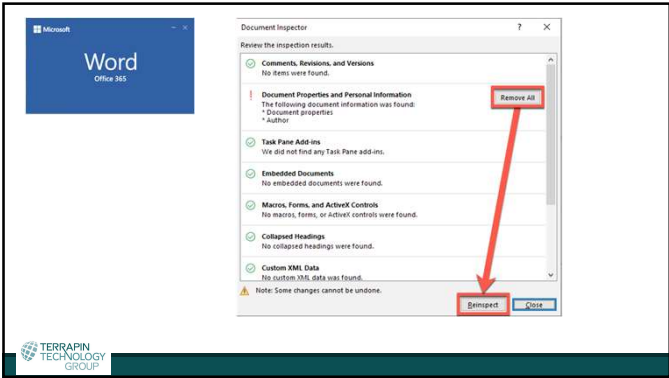 Microsoft
Word
Office 365
Document Inspector
Review the inspection results.
Comments, Revisions, and Versions
No items were found.
Document Properties and Personal Information
The following document information was found:
* Document properties
* Author
Remove All
Task Pane Add-ins
We did not find any Task Pane add-ins.
Embedded Documents
No embedded documents were found.
Macros, Forms, and ActiveX Controls
No macros, forms, or ActiveX controls were found.
Collapsed Headings
No collapsed headings were found.
Custom XML Data
No custom XML data was found.
Note: Some changes cannot be undone.
Reinspect
Close
TERRAPIN
TECHNOLOGY
GROUP